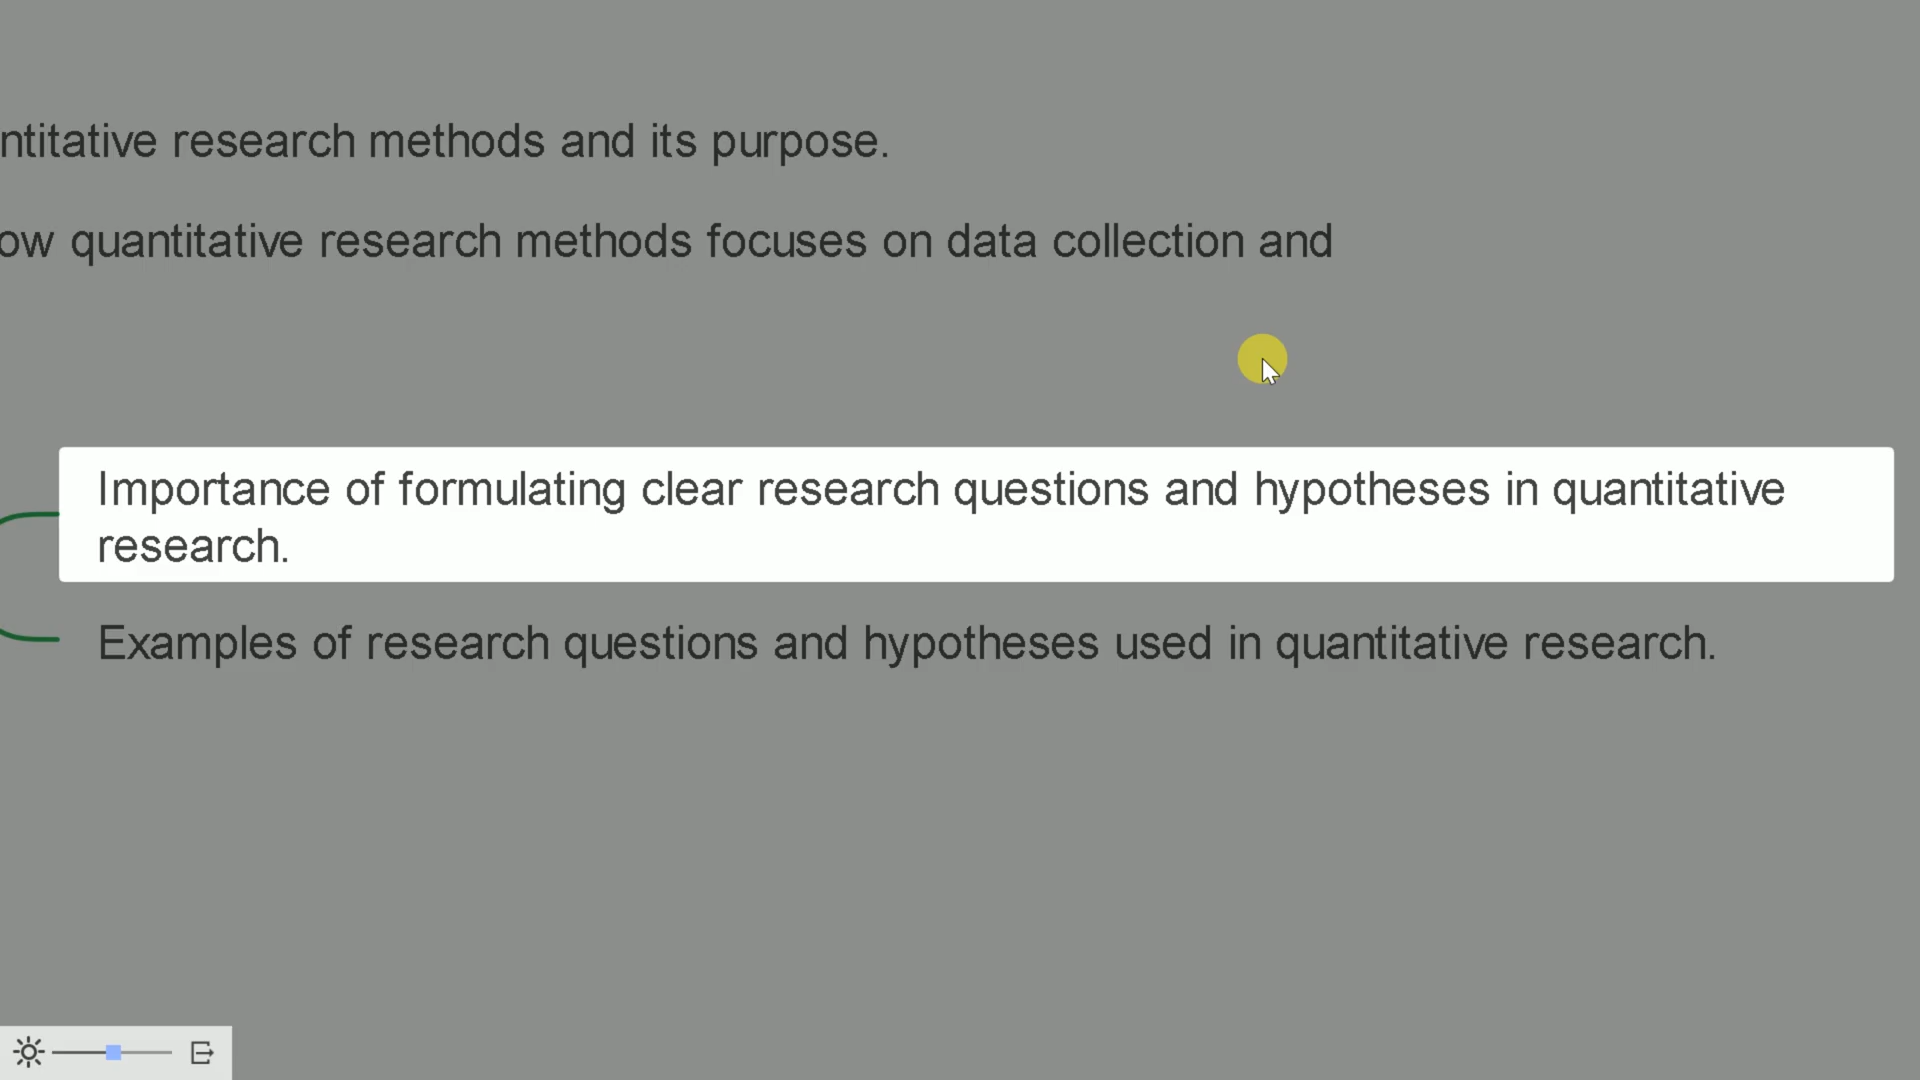 ntitative research methods and its purpose.
ow quantitative research methods focuses on data collection and
Importance of formulating clear research questions and hypotheses in quantitative
research.
Examples of research questions and hypotheses used in quantitative research.